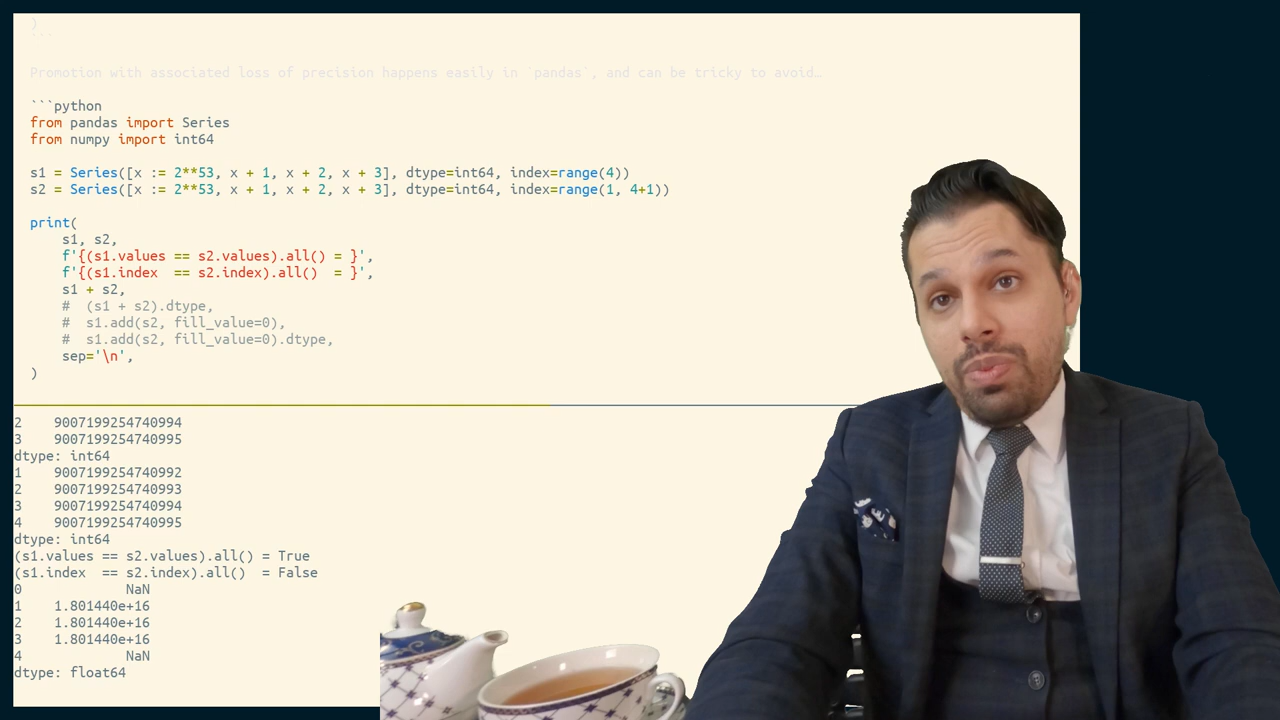 )
```
Promotion with associated loss of precision happens easily in `pandas`, and can be tricky to avoid…
```python
from pandas import Series
from numpy import int64
s1 = Series([x := 2**53, x + 1, x + 2, x + 3], dtype=int64, index=range(4))
s2 = Series([x := 2**53, x + 1, x + 2, x + 3], dtype=int64, index=range(1, 4+1))
print(
    s1, s2,
    f'{(s1.values == s2.values).all() = }',
    f'{(s1.index  == s2.index).all()  = }',
    s1 + s2,
    #  (s1 + s2).dtype,
    #  s1.add(s2, fill_value=0),
    #  s1.add(s2, fill_value=0).dtype,
    sep='\n',
)
2    9007199254740994
3    9007199254740995
dtype: int64
1    9007199254740992
2    9007199254740993
3    9007199254740994
4    9007199254740995
dtype: int64
(s1.values == s2.values).all() = True
(s1.index  == s2.index).all()  = False
0             NaN
1    1.801440e+16
2    1.801440e+16
3    1.801440e+16
4             NaN
dtype: float64